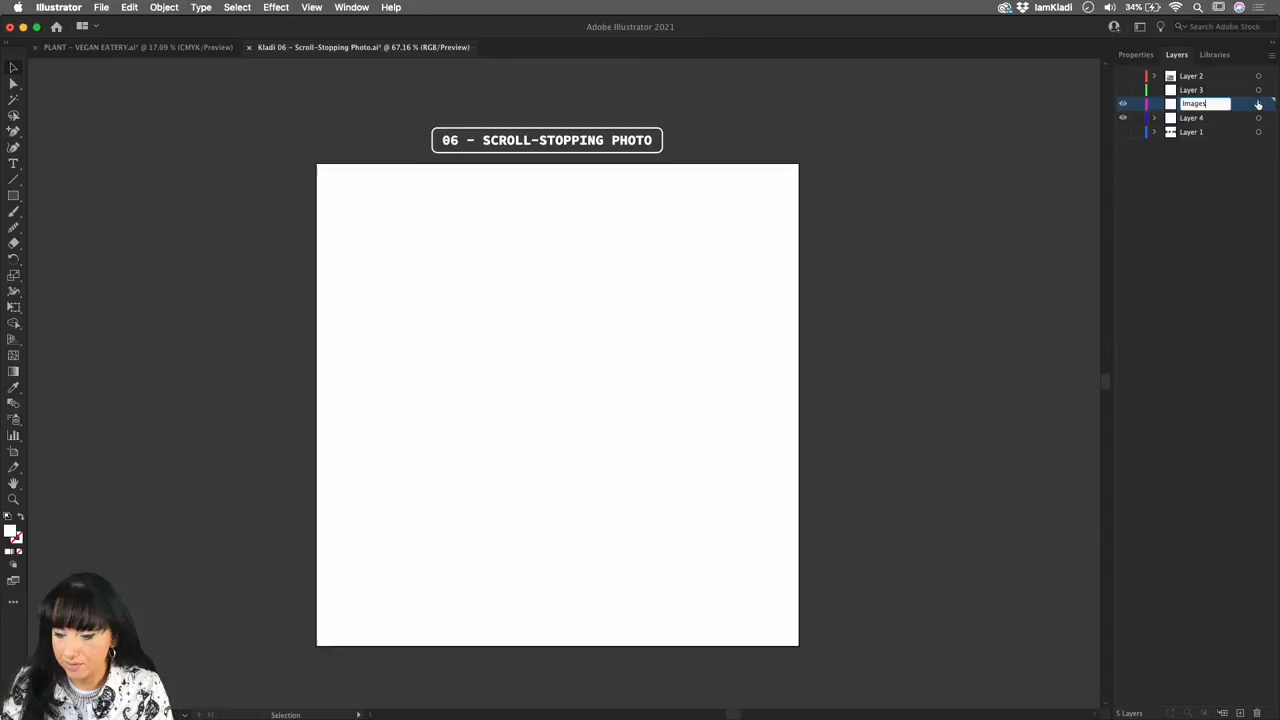 Illustrator File Edit Object Type Select Effect View Window Help
34% IamKladi
Adobe Illustrator 2021
Search Adobe Stock
PLANT - VEGAN EATERY.ai* @ 17.09 % (CMYK/Preview)
Kladi 06 - Scroll-Stopping Photo.ai* @ 67.16 % (RGB/Preview)
Properties Layers Libraries
Layer 2
Layer 3
Images
Layer 4
Layer 1
06 - SCROLL-STOPPING PHOTO
Selection
5 Layers